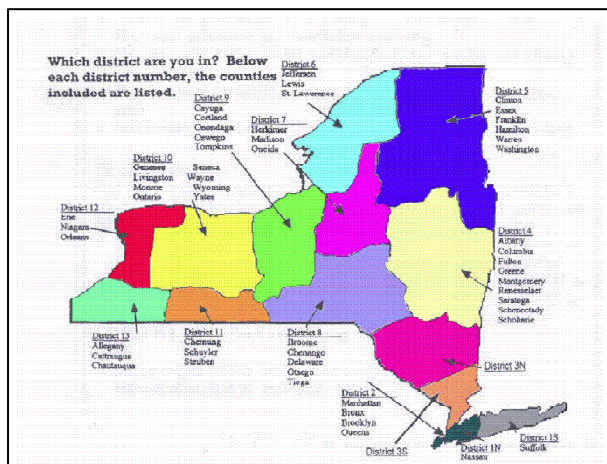 Which district are you in? Below
each district number, the counties
included are listed.
District 6
Jefferson
Lewis
St. Lawrence
District 5
Clinton
Essex
Franklin
Hamilton
Warren
Washington
District 9
Cayuga
Cortland
Onondaga
Oswego
Tompkins
District 7
Herkimer
Madison
Oneida
District 10
Genesee Seneca
Livingston Wayne
Monroe Wyoming
Ontario Yates
District 12
Erie
Niagara
Orleans
District 4
Albany
Columbia
Fulton
Greene
Montgomery
Rensselaer
Saratoga
Schenectady
Schoharie
District 13
Allegany
Cattraugus
Chautauqua
District 11
Chemung
Schuyler
Steuben
District 8
Broome
Chenango
Delaware
Otsego
Tioga
District 3N
District 2
Manhattan
Bronx
Brooklyn
Queens
District 3S
District 1N
Nassau
District 1S
Suffolk